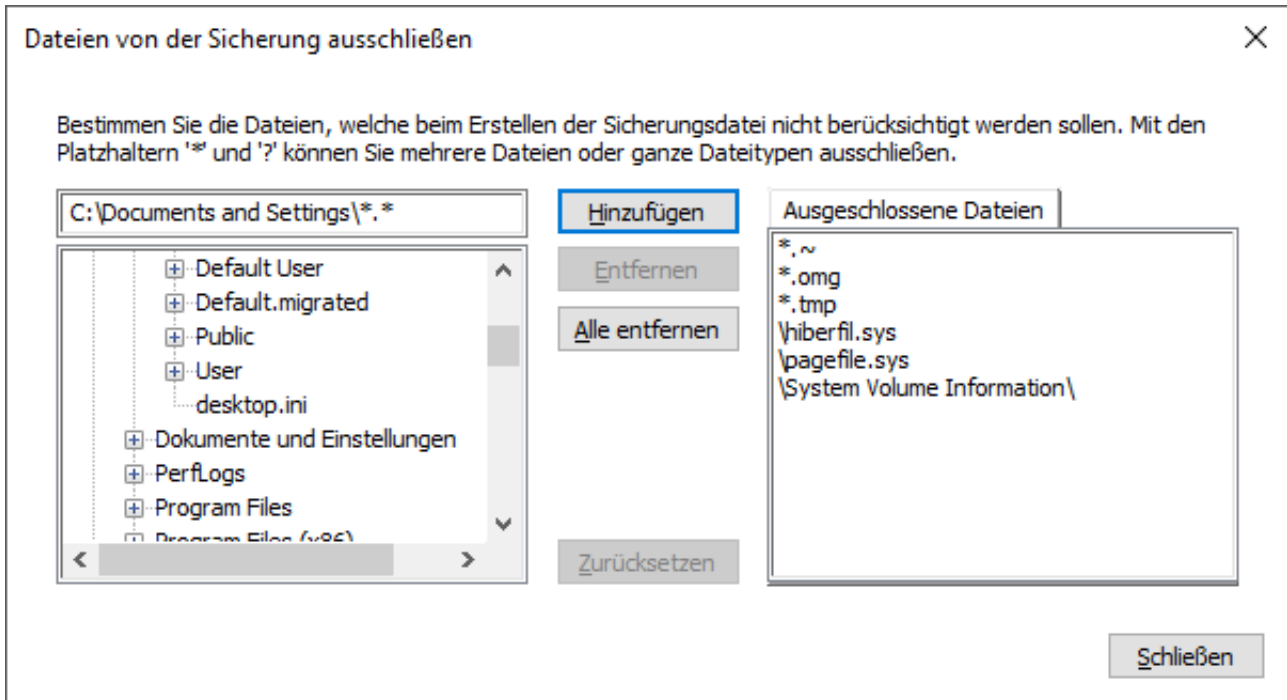 Dateien von der Sicherung ausschließen
Bestimmen Sie die Dateien, welche beim Erstellen der Sicherungsdatei nicht berücksichtigt werden sollen. Mit den
Platzhaltern '*' und '?' können Sie mehrere Dateien oder ganze Dateitypen ausschließen.
C:\Documents and Settings\*.*
Default User
Default.migrated
Public
User
desktop.ini
Dokumente und Einstellungen
PerfLogs
Program Files
Program Files (x86)
Hinzufügen
Entfernen
Alle entfernen
Zurücksetzen
Ausgeschlossene Dateien
*.~
*.omg
*.tmp
\hiberfil.sys
\pagefile.sys
\System Volume Information\
Schließen